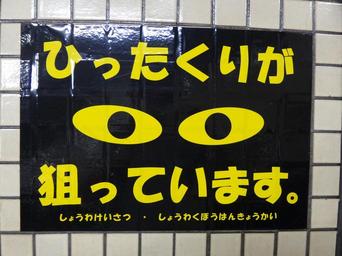 ひったくりが
狙っています。
しょうわけいさつ ・ しょうわくぼうはんきょうかい